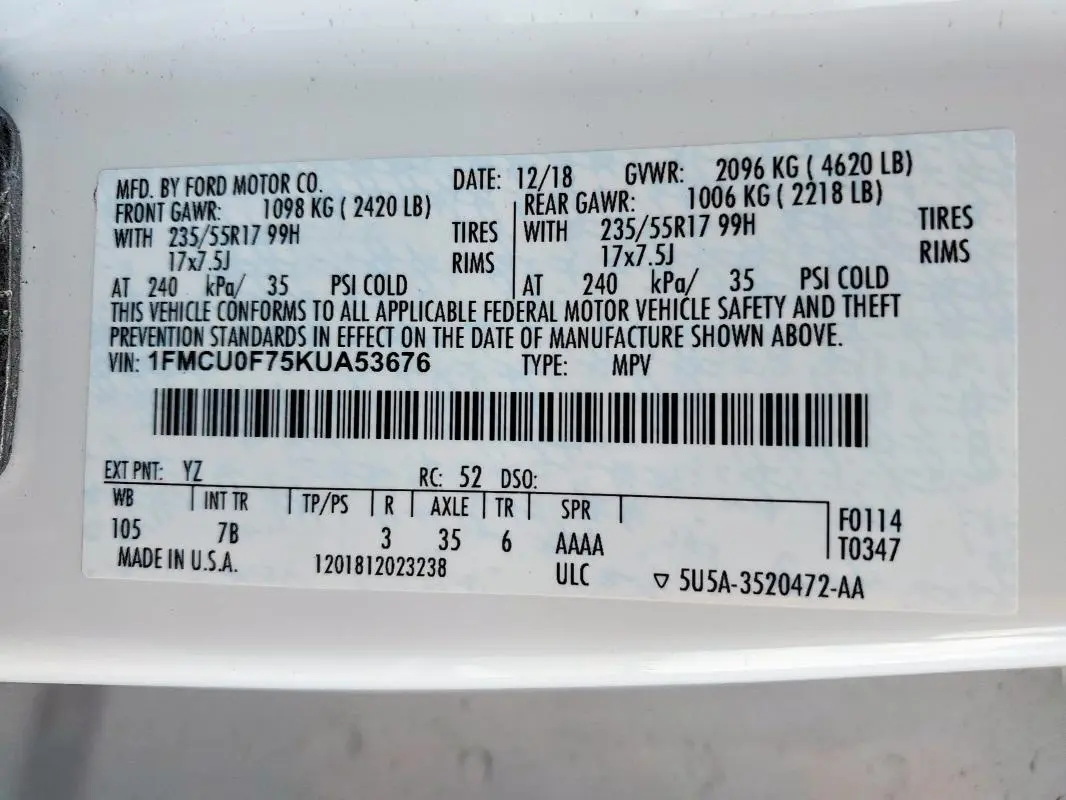 MFD. BY FORD MOTOR CO. DATE: 12/18 GVWR: 2096 KG ( 4620 LB)
FRONT GAWR: 1098 KG ( 2420 LB) REAR GAWR: 1006 KG ( 2218 LB)
WITH 235/55R17 99H TIRES WITH 235/55R17 99H TIRES
17x7.5J RIMS 17x7.5J RIMS
AT 240 kPa/ 35 PSI COLD AT 240 kPa/ 35 PSI COLD
THIS VEHICLE CONFORMS TO ALL APPLICABLE FEDERAL MOTOR VEHICLE SAFETY AND THEFT
PREVENTION STANDARDS IN EFFECT ON THE DATE OF MANUFACTURE SHOWN ABOVE.
VIN: 1FMCU0F75KUA53676 TYPE: MPV
EXT PNT: YZ RC: 52 DSO:
WB INT TR TP/PS R AXLE TR SPR
105 7B 3 35 6 AAAA
F0114
T0347
MADE IN U.S.A. 1201812023238 ULC ▽ 5U5A-3520472-AA